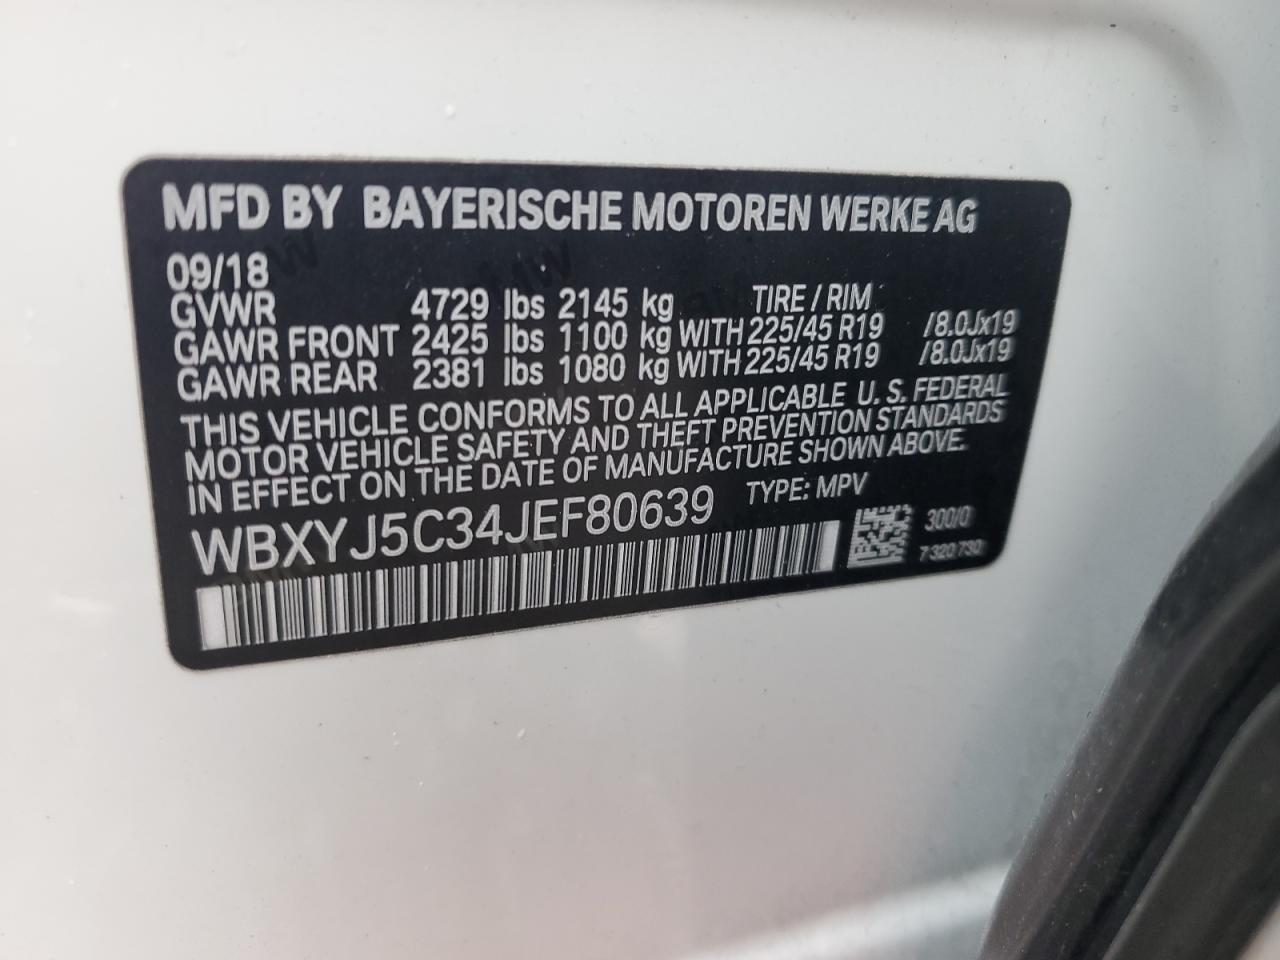 MFD BY BAYERISCHE MOTOREN WERKE AG
09/18
GVWR 4729 lbs 2145 kg TIRE / RIM
GAWR FRONT 2425 lbs 1100 kg WITH 225/45 R19 /8.0Jx19
GAWR REAR 2381 lbs 1080 kg WITH 225/45 R19 /8.0Jx19
THIS VEHICLE CONFORMS TO ALL APPLICABLE U. S. FEDERAL
MOTOR VEHICLE SAFETY AND THEFT PREVENTION STANDARDS
IN EFFECT ON THE DATE OF MANUFACTURE SHOWN ABOVE.
WBXYJ5C34JEF80639 TYPE: MPV
300/0
7 320 730